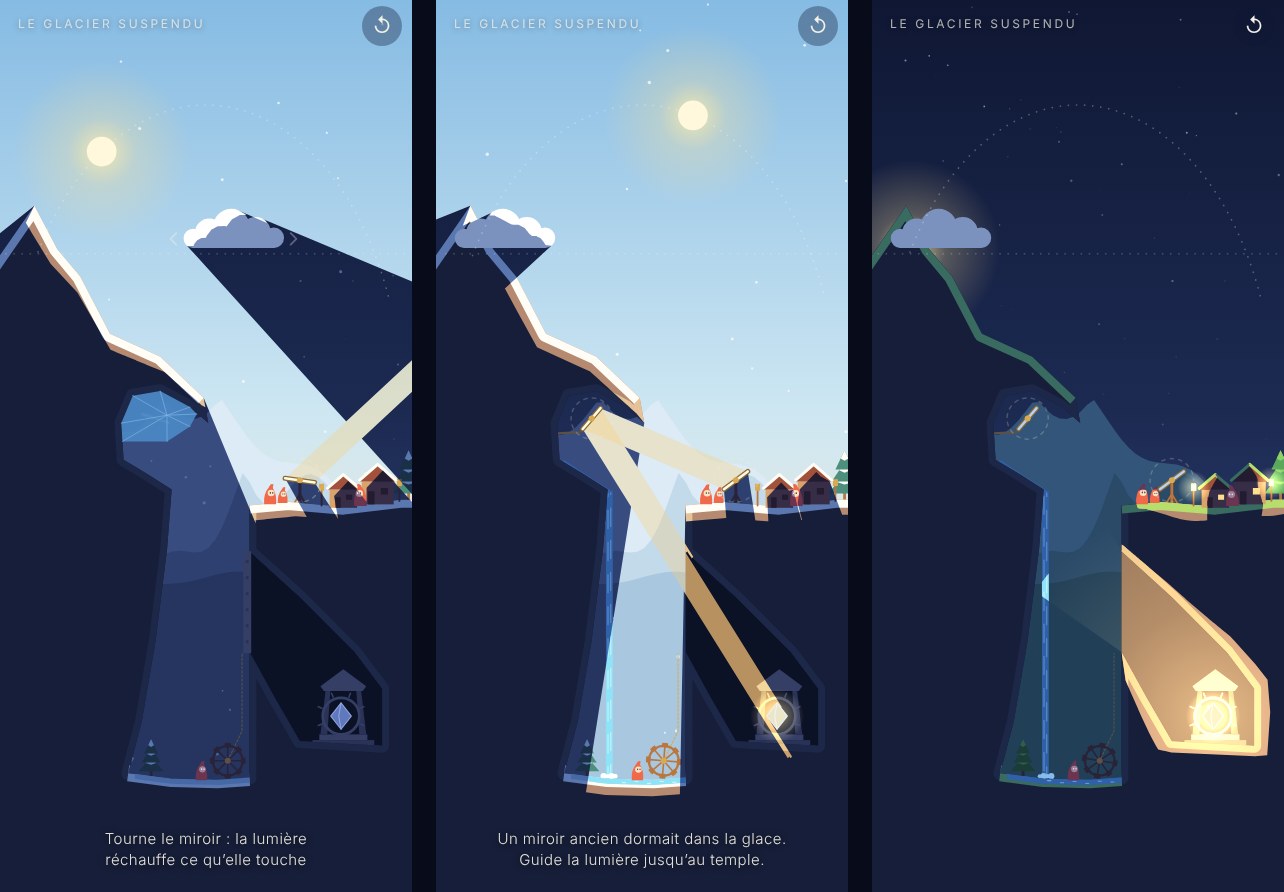 LE GLACIER SUSPENDU
Tourne le miroir : la lumière
réchauffe ce qu’elle touche
LE GLACIER SUSPENDU
Un miroir ancien dormait dans la glace.
Guide la lumière jusqu’au temple.
LE GLACIER SUSPENDU